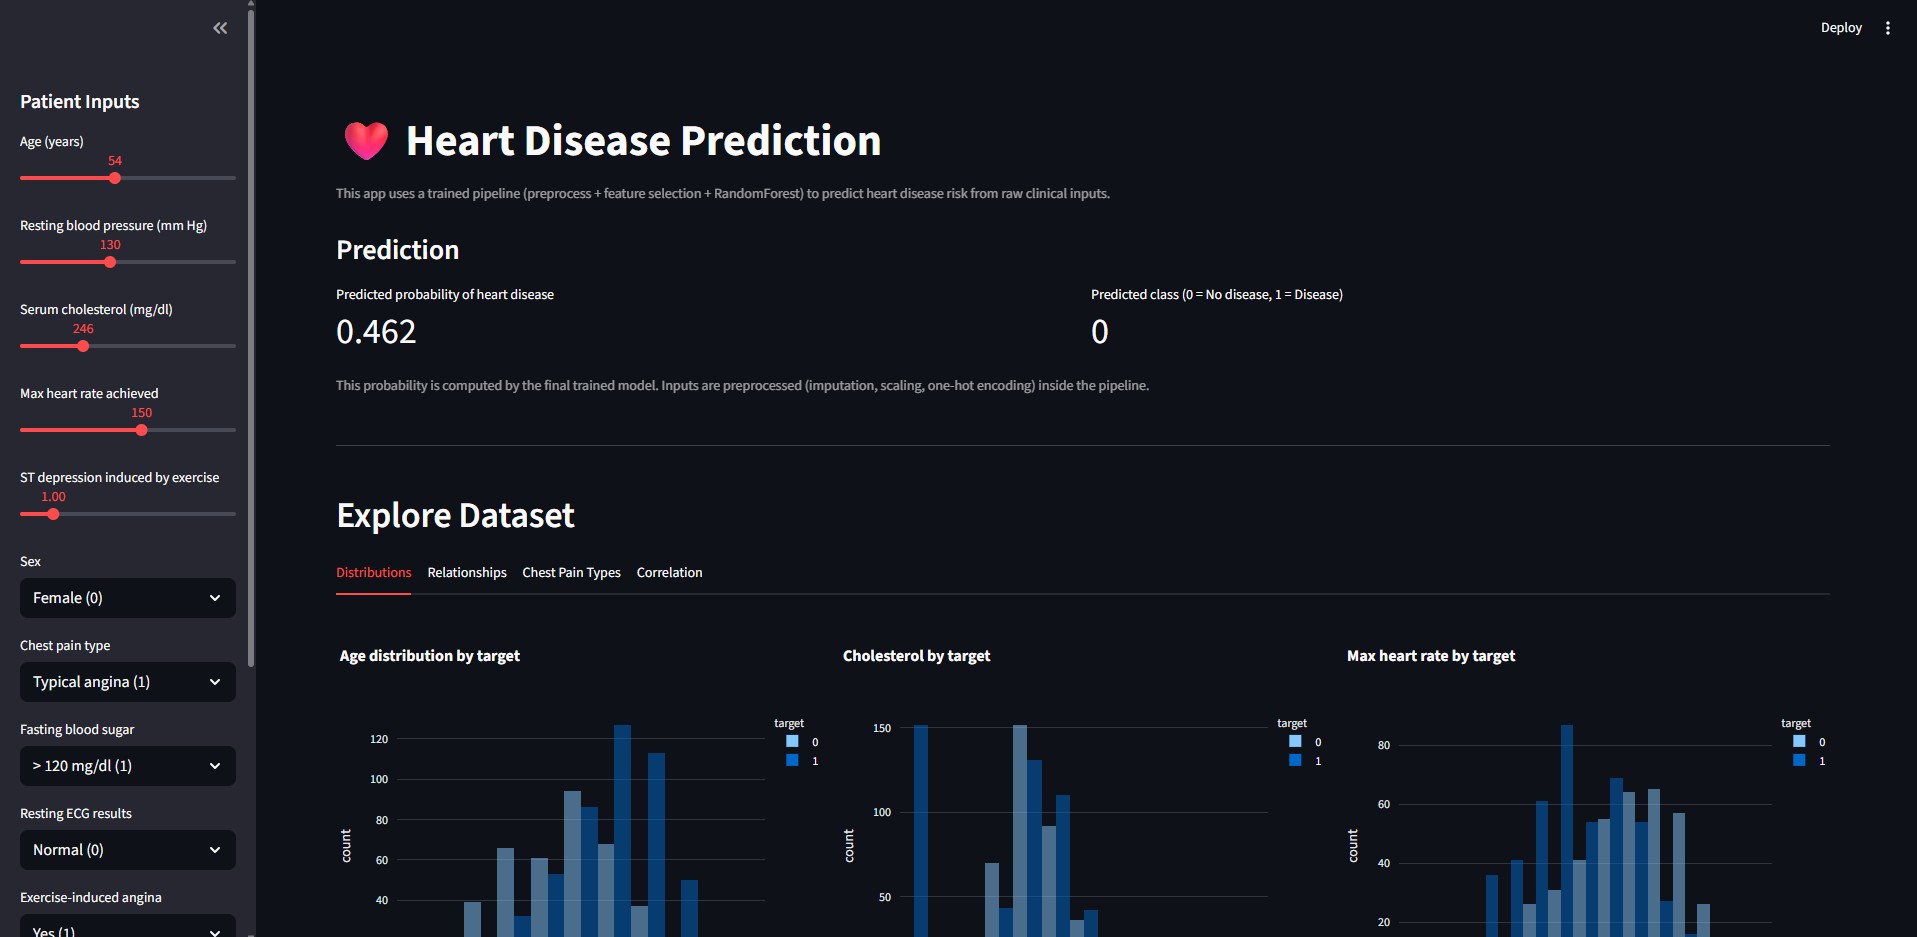 Deploy
Patient Inputs
Age (years)
54
Resting blood pressure (mm Hg)
130
Serum cholesterol (mg/dl)
246
Max heart rate achieved
150
ST depression induced by exercise
1.00
Sex
Female (0)
Chest pain type
Typical angina (1)
Fasting blood sugar
> 120 mg/dl (1)
Resting ECG results
Normal (0)
Exercise-induced angina
Yes (1)
Heart Disease Prediction
This app uses a trained pipeline (preprocess + feature selection + RandomForest) to predict heart disease risk from raw clinical inputs.
Prediction
Predicted probability of heart disease
0.462
Predicted class (0 = No disease, 1 = Disease)
0
This probability is computed by the final trained model. Inputs are preprocessed (imputation, scaling, one-hot encoding) inside the pipeline.
Explore Dataset
Distributions Relationships Chest Pain Types Correlation
Age distribution by target
120
100
80
60
40
count
target
0
1
Cholesterol by target
150
100
50
count
target
0
1
Max heart rate by target
80
60
40
20
count
target
0
1